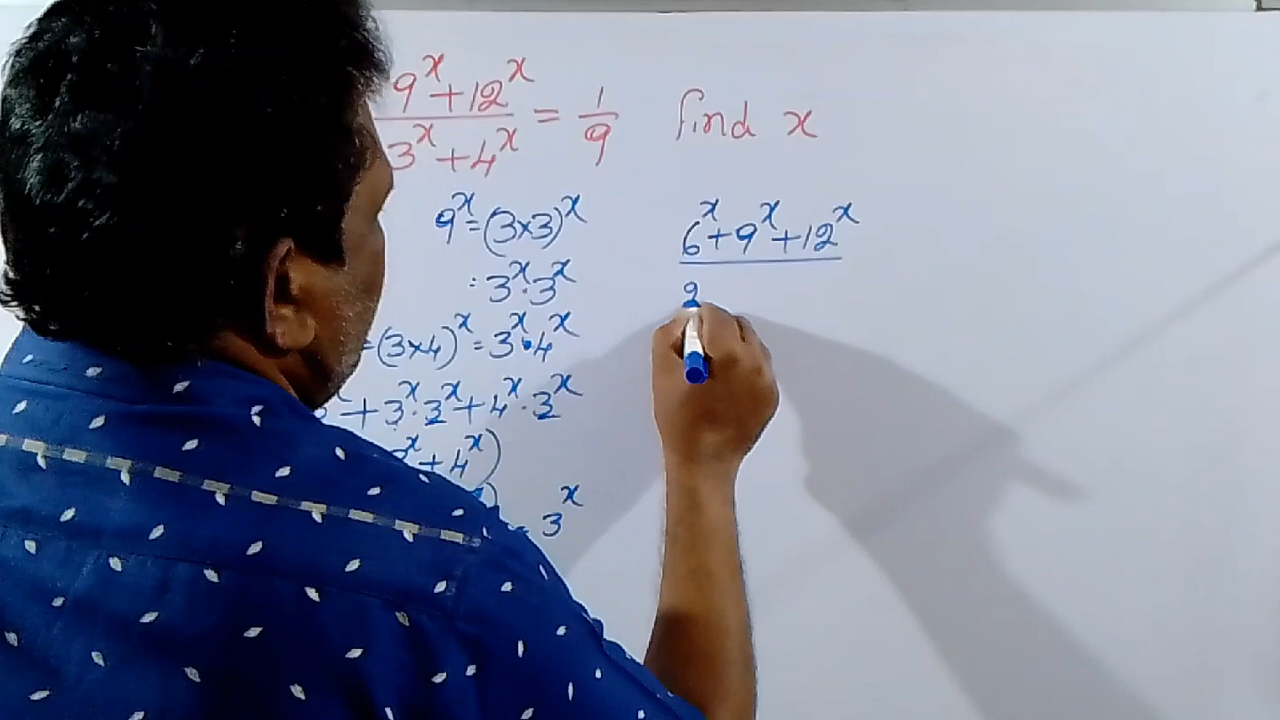 9^x + 12^x / 3^x + 4^x = 1/9 find x
9^x = (3×3)^x
= 3^x · 3^x
= (3×4)^x = 3^x · 4^x
+ 3^x · 3^x + 4^x · 3^x
+ 4^x)
= 3^x
6^x + 9^x + 12^x
2